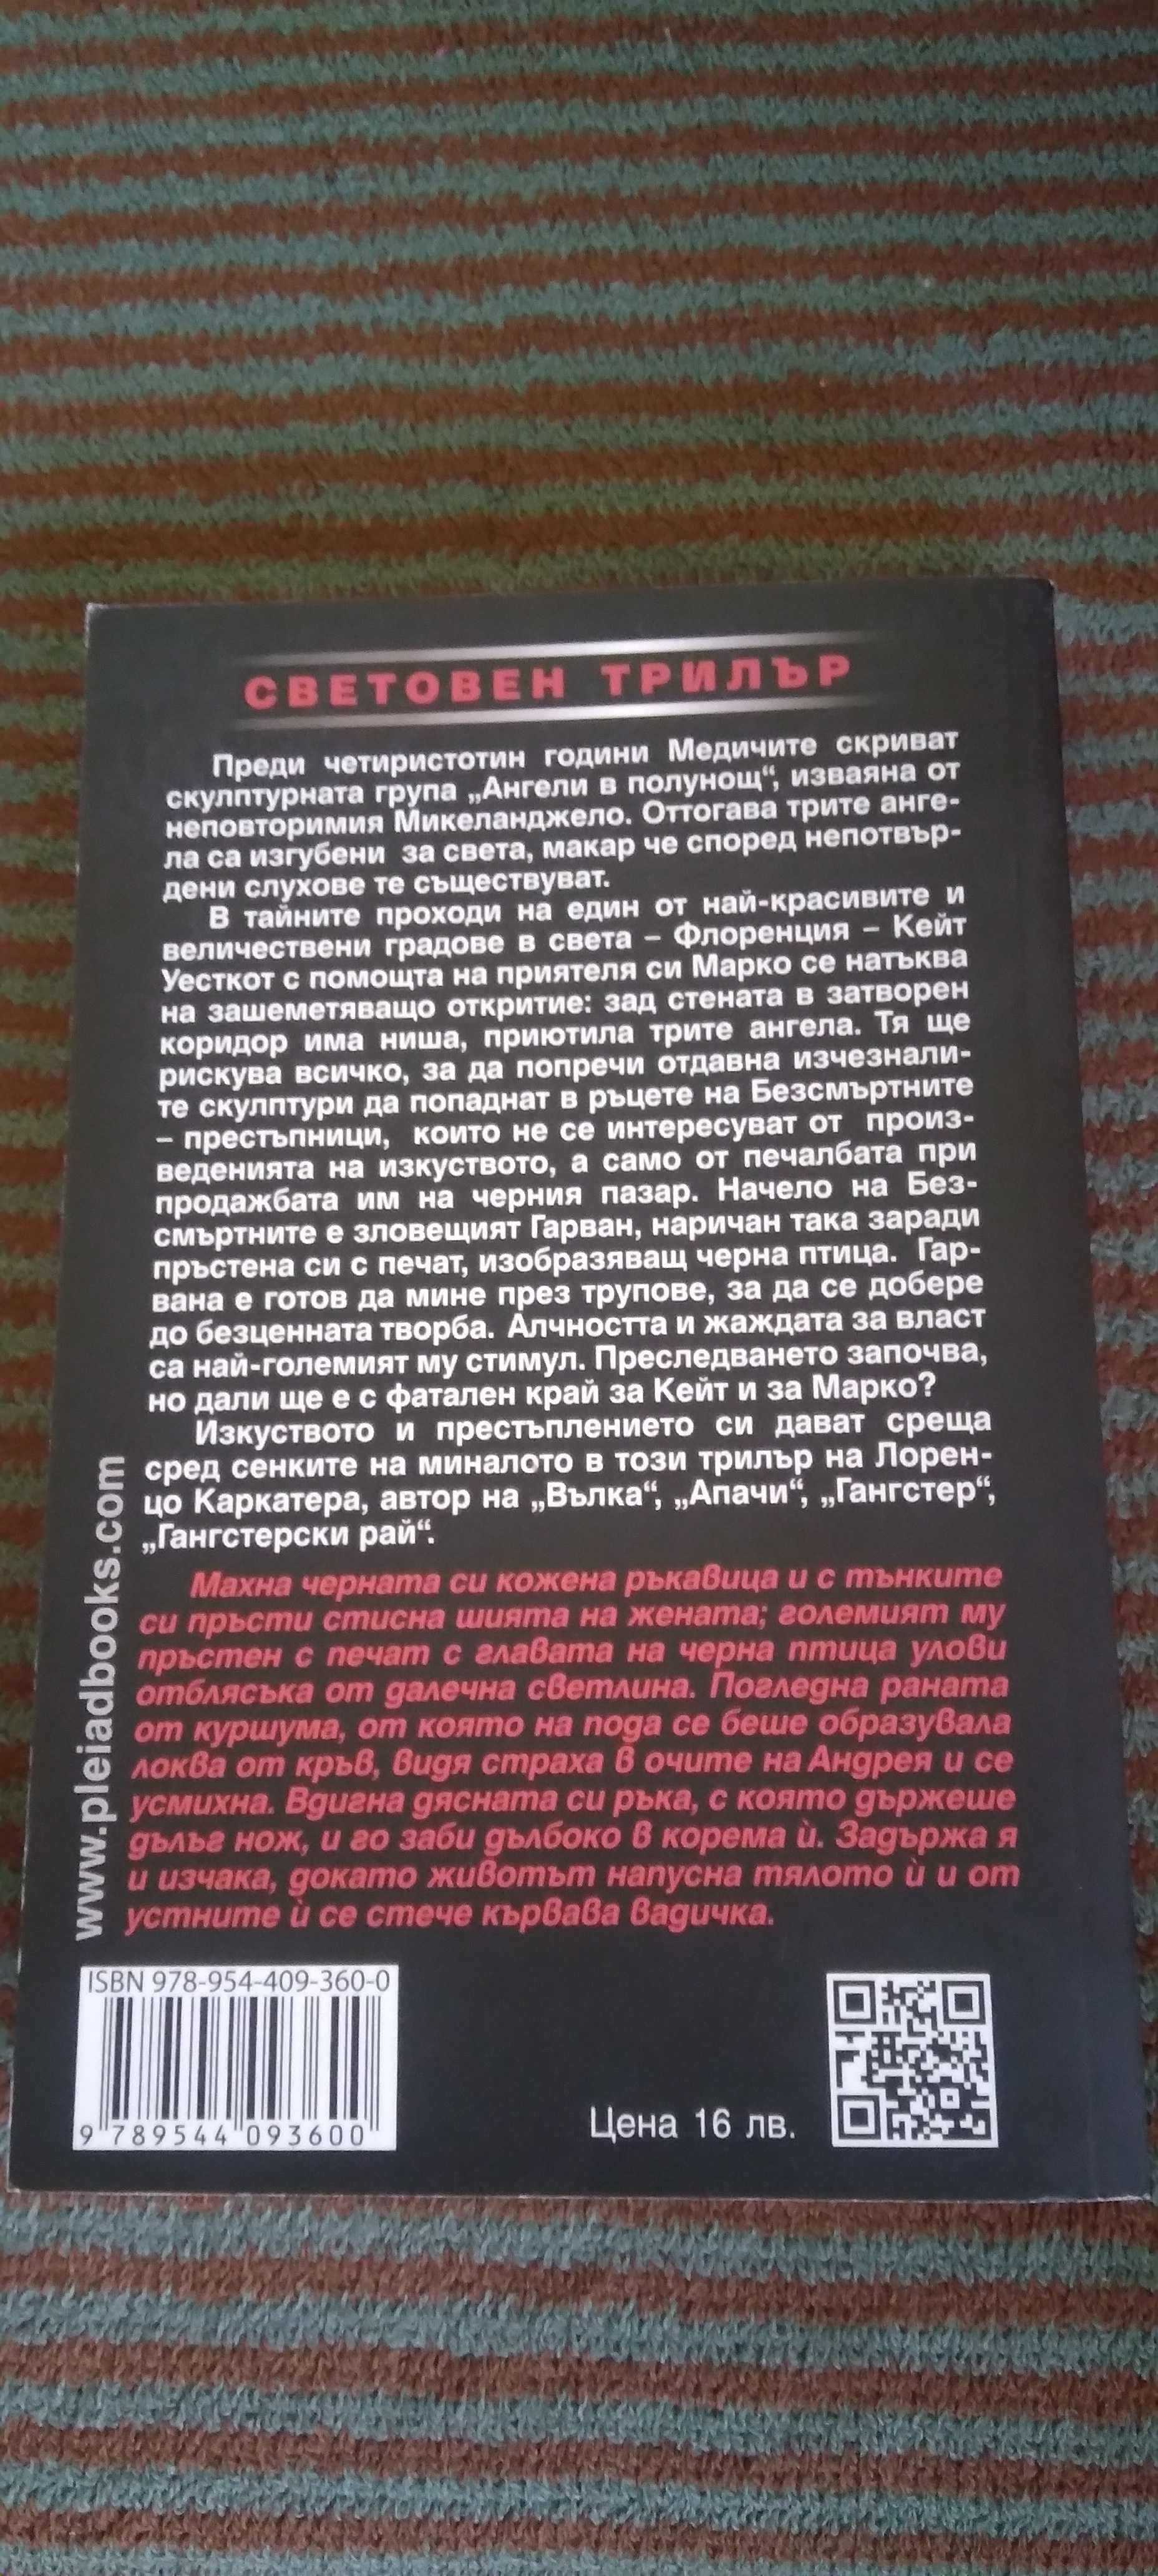 СВЕТОВЕН ТРИЛЪР
Преди четиристотин години Медичите скриват
скулптурната група „Ангели в полунощ“, изваяна от
неповторимия Микеланджело. Оттогава трите анге-
ла са изгубени за света, макар че според непотвър-
дени слухове те съществуват.
В тайните проходи на един от най-красивите и
величествени градове в света – Флоренция – Кейт
Уесткот с помощта на приятеля си Марко се натъква
на зашеметяващо откритие: зад стената в затворен
коридор има ниша, приютила трите ангела. Тя ще
рискува всичко, за да попречи отдавна изчезнали-
те скулптури да попаднат в ръцете на Безсмъртните
– престъпници, които не се интересуват от произ-
веденията на изкуството, а само от печалбата при
продажбата им на черния пазар. Начело на Без-
смъртните е зловещият Гарван, наричан така заради
пръстена си с печат, изобразяващ черна птица. Гар-
вана е готов да мине през трупове, за да се добере
до безценната творба. Алчността и жаждата за власт
са най-големият му стимул. Преследването започва,
но дали ще е с фатален край за Кейт и за Марко?
Изкуството и престъплението си дават среща
сред сенките на миналото в този трилър на Лорен-
цо Каркатера, автор на „Вълка“, „Апачи“, „Гангстер“,
„Гангстерски рай“.
Махна черната си кожена ръкавица и с тънките
си пръсти стисна шията на жената; големият му
пръстен с печат с главата на черна птица улови
отблясъка от далечна светлина. Погледна раната
от куршума, от която на пода се беше образувала
локва от кръв, видя страха в очите на Андрея и се
усмихна. Вдигна дясната си ръка, с която държеше
дълъг нож, и го заби дълбоко в корема ѝ. Задържа я
и изчака, докато животът напусна тялото ѝ и от
устните ѝ се стече кървава вадичка.
www.pleiadbooks.com
ISBN 978-954-409-360-0
9 789544 093600
Цена 16 лв.